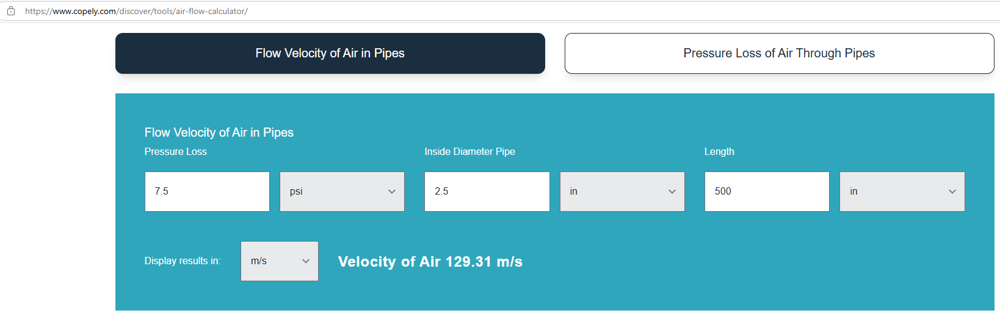 https://www.copely.com/discover/tools/air-flow-calculator/
Flow Velocity of Air in Pipes
Pressure Loss of Air Through Pipes
Flow Velocity of Air in Pipes
Pressure Loss
Inside Diameter Pipe
Length
7.5
psi
2.5
in
500
in
Display results in:
m/s
Velocity of Air 129.31 m/s